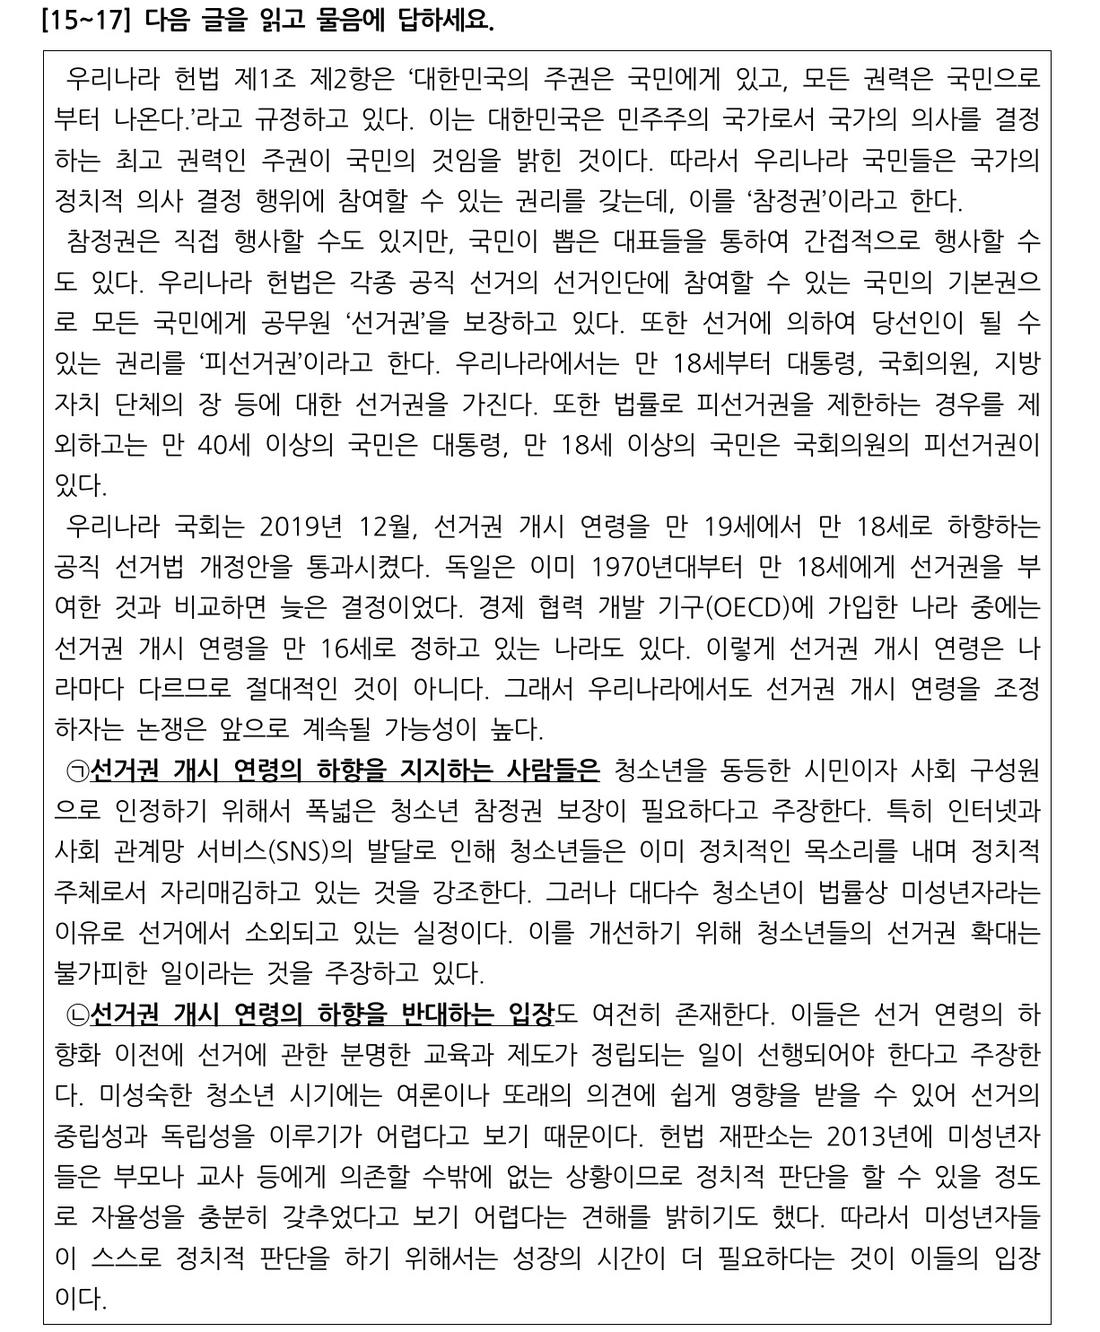 [15~17] 다음 글을 읽고 물음에 답하세요.
우리나라 헌법 제1조 제2항은 ‘대한민국의 주권은 국민에게 있고, 모든 권력은 국민으로
부터 나온다.’라고 규정하고 있다. 이는 대한민국은 민주주의 국가로서 국가의 의사를 결정
하는 최고 권력인 주권이 국민의 것임을 밝힌 것이다. 따라서 우리나라 국민들은 국가의
정치적 의사 결정 행위에 참여할 수 있는 권리를 갖는데, 이를 ‘참정권’이라고 한다.
참정권은 직접 행사할 수도 있지만, 국민이 뽑은 대표들을 통하여 간접적으로 행사할 수
도 있다. 우리나라 헌법은 각종 공직 선거의 선거인단에 참여할 수 있는 국민의 기본권으
로 모든 국민에게 공무원 ‘선거권’을 보장하고 있다. 또한 선거에 의하여 당선인이 될 수
있는 권리를 ‘피선거권’이라고 한다. 우리나라에서는 만 18세부터 대통령, 국회의원, 지방
자치 단체의 장 등에 대한 선거권을 가진다. 또한 법률로 피선거권을 제한하는 경우를 제
외하고는 만 40세 이상의 국민은 대통령, 만 18세 이상의 국민은 국회의원의 피선거권이
있다.
우리나라 국회는 2019년 12월, 선거권 개시 연령을 만 19세에서 만 18세로 하향하는
공직 선거법 개정안을 통과시켰다. 독일은 이미 1970년대부터 만 18세에게 선거권을 부
여한 것과 비교하면 늦은 결정이었다. 경제 협력 개발 기구(OECD)에 가입한 나라 중에는
선거권 개시 연령을 만 16세로 정하고 있는 나라도 있다. 이렇게 선거권 개시 연령은 나
라마다 다르므로 절대적인 것이 아니다. 그래서 우리나라에서도 선거권 개시 연령을 조정
하자는 논쟁은 앞으로 계속될 가능성이 높다.
㉠선거권 개시 연령의 하향을 지지하는 사람들은 청소년을 동등한 시민이자 사회 구성원
으로 인정하기 위해서 폭넓은 청소년 참정권 보장이 필요하다고 주장한다. 특히 인터넷과
사회 관계망 서비스(SNS)의 발달로 인해 청소년들은 이미 정치적인 목소리를 내며 정치적
주체로서 자리매김하고 있는 것을 강조한다. 그러나 대다수 청소년이 법률상 미성년자라는
이유로 선거에서 소외되고 있는 실정이다. 이를 개선하기 위해 청소년들의 선거권 확대는
불가피한 일이라는 것을 주장하고 있다.
㉡선거권 개시 연령의 하향을 반대하는 입장도 여전히 존재한다. 이들은 선거 연령의 하
향화 이전에 선거에 관한 분명한 교육과 제도가 정립되는 일이 선행되어야 한다고 주장한
다. 미성숙한 청소년 시기에는 여론이나 또래의 의견에 쉽게 영향을 받을 수 있어 선거의
중립성과 독립성을 이루기가 어렵다고 보기 때문이다. 헌법 재판소는 2013년에 미성년자
들은 부모나 교사 등에게 의존할 수밖에 없는 상황이므로 정치적 판단을 할 수 있을 정도
로 자율성을 충분히 갖추었다고 보기 어렵다는 견해를 밝히기도 했다. 따라서 미성년자들
이 스스로 정치적 판단을 하기 위해서는 성장의 시간이 더 필요하다는 것이 이들의 입장
이다.